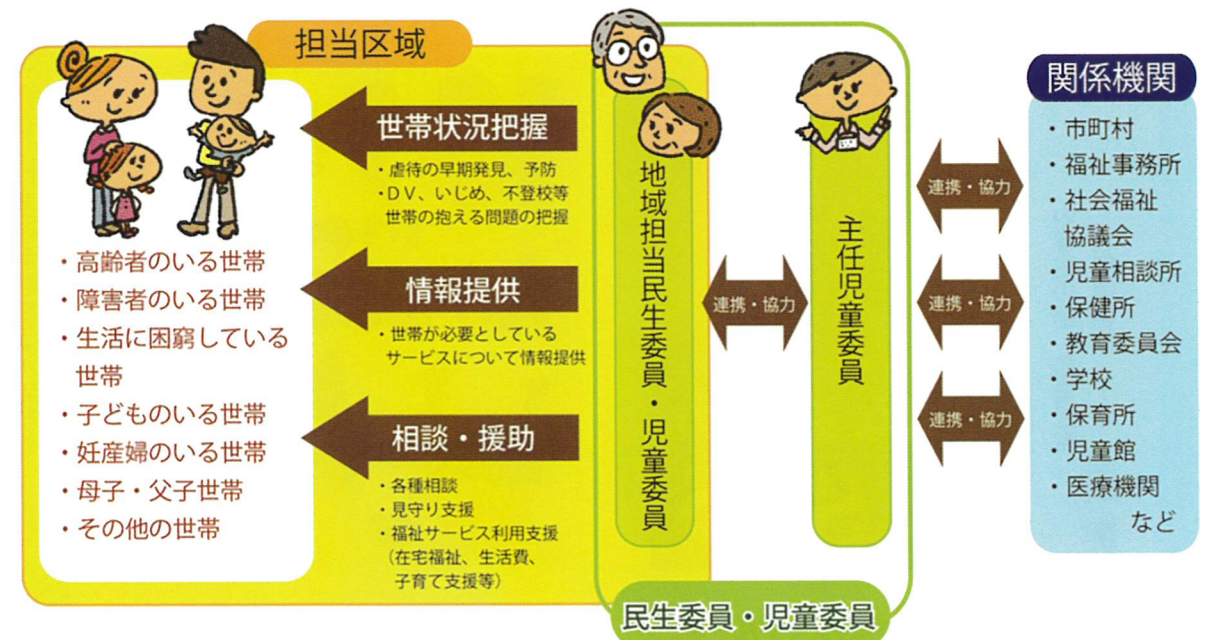 担当区域
・高齢者のいる世帯
・障害者のいる世帯
・生活に困窮している
世帯
・子どものいる世帯
・妊産婦のいる世帯
・母子・父子世帯
・その他の世帯
世帯状況把握
・虐待の早期発見、予防
・DV、いじめ、不登校等
世帯の抱える問題の把握
情報提供
・世帯が必要としている
サービスについて情報提供
相談・援助
・各種相談
・見守り支援
・福祉サービス利用支援
(在宅福祉、生活費、
子育て支援等)
地域担当民生委員・児童委員
連携・協力
主任児童委員
民生委員・児童委員
連携・協力
連携・協力
連携・協力
関係機関
・市町村
・福祉事務所
・社会福祉
協議会
・児童相談所
・保健所
・教育委員会
・学校
・保育所
・児童館
・医療機関
など